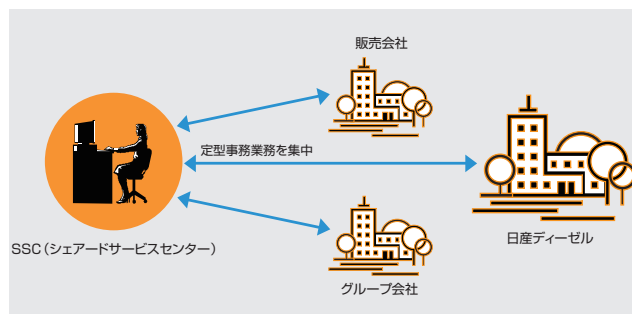 販売会社
定型事務業務を集中
SSC(シェアードサービスセンター)
日産ディーゼル
グループ会社